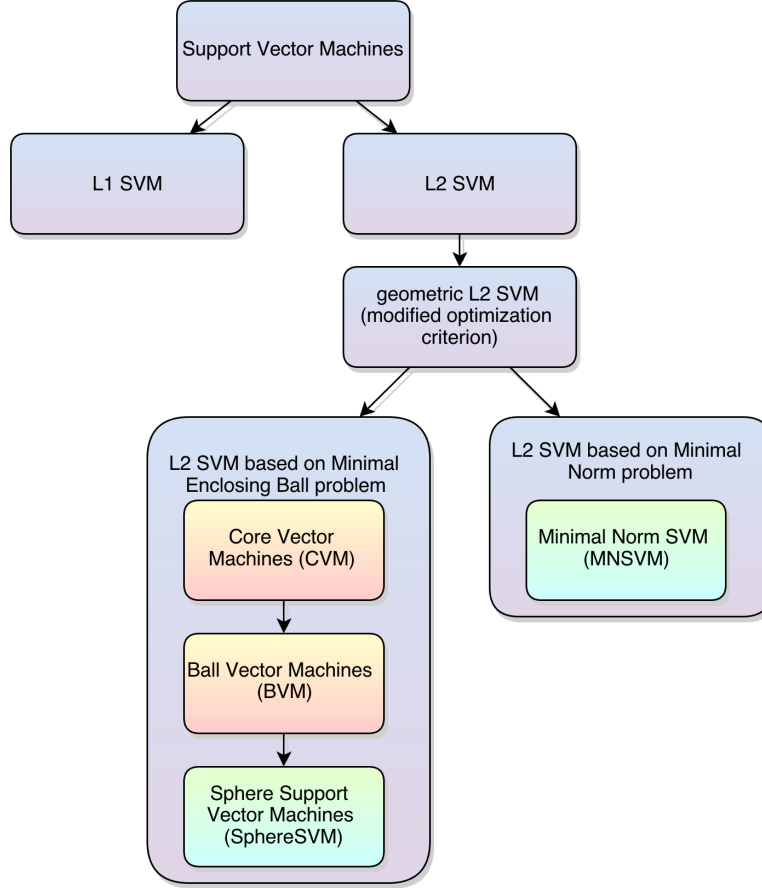 Support Vector Machines
L1 SVM
L2 SVM
geometric L2 SVM
(modified optimization
criterion)
L2 SVM based on Minimal
Enclosing Ball problem
Core Vector
Machines (CVM)
Ball Vector Machines
(BVM)
Sphere Support
Vector Machines
(SphereSVM)
L2 SVM based on Minimal
Norm problem
Minimal Norm SVM
(MNSVM)